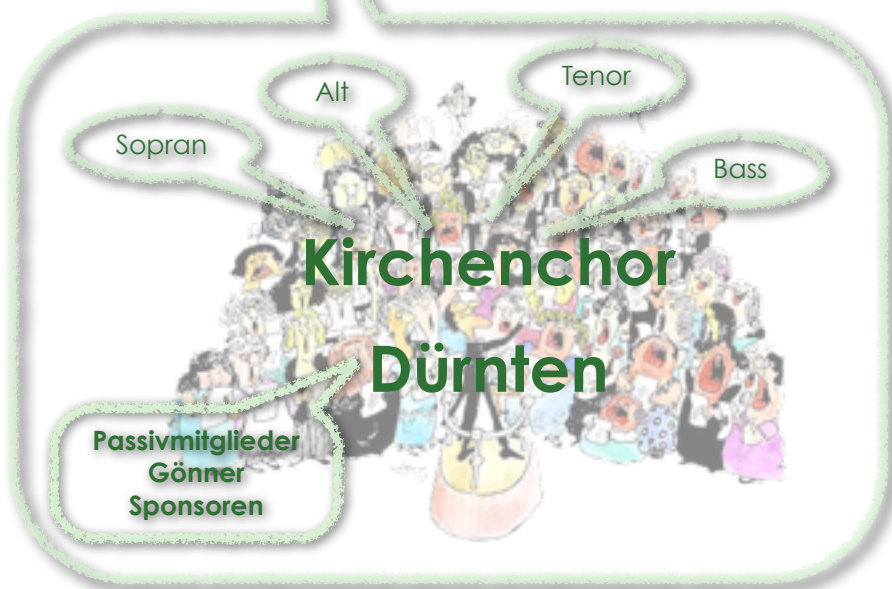 Alt
Tenor
Sopran
Bass
Kirchenchor
Dürnten
Passivmitglieder
Gönner
Sponsoren